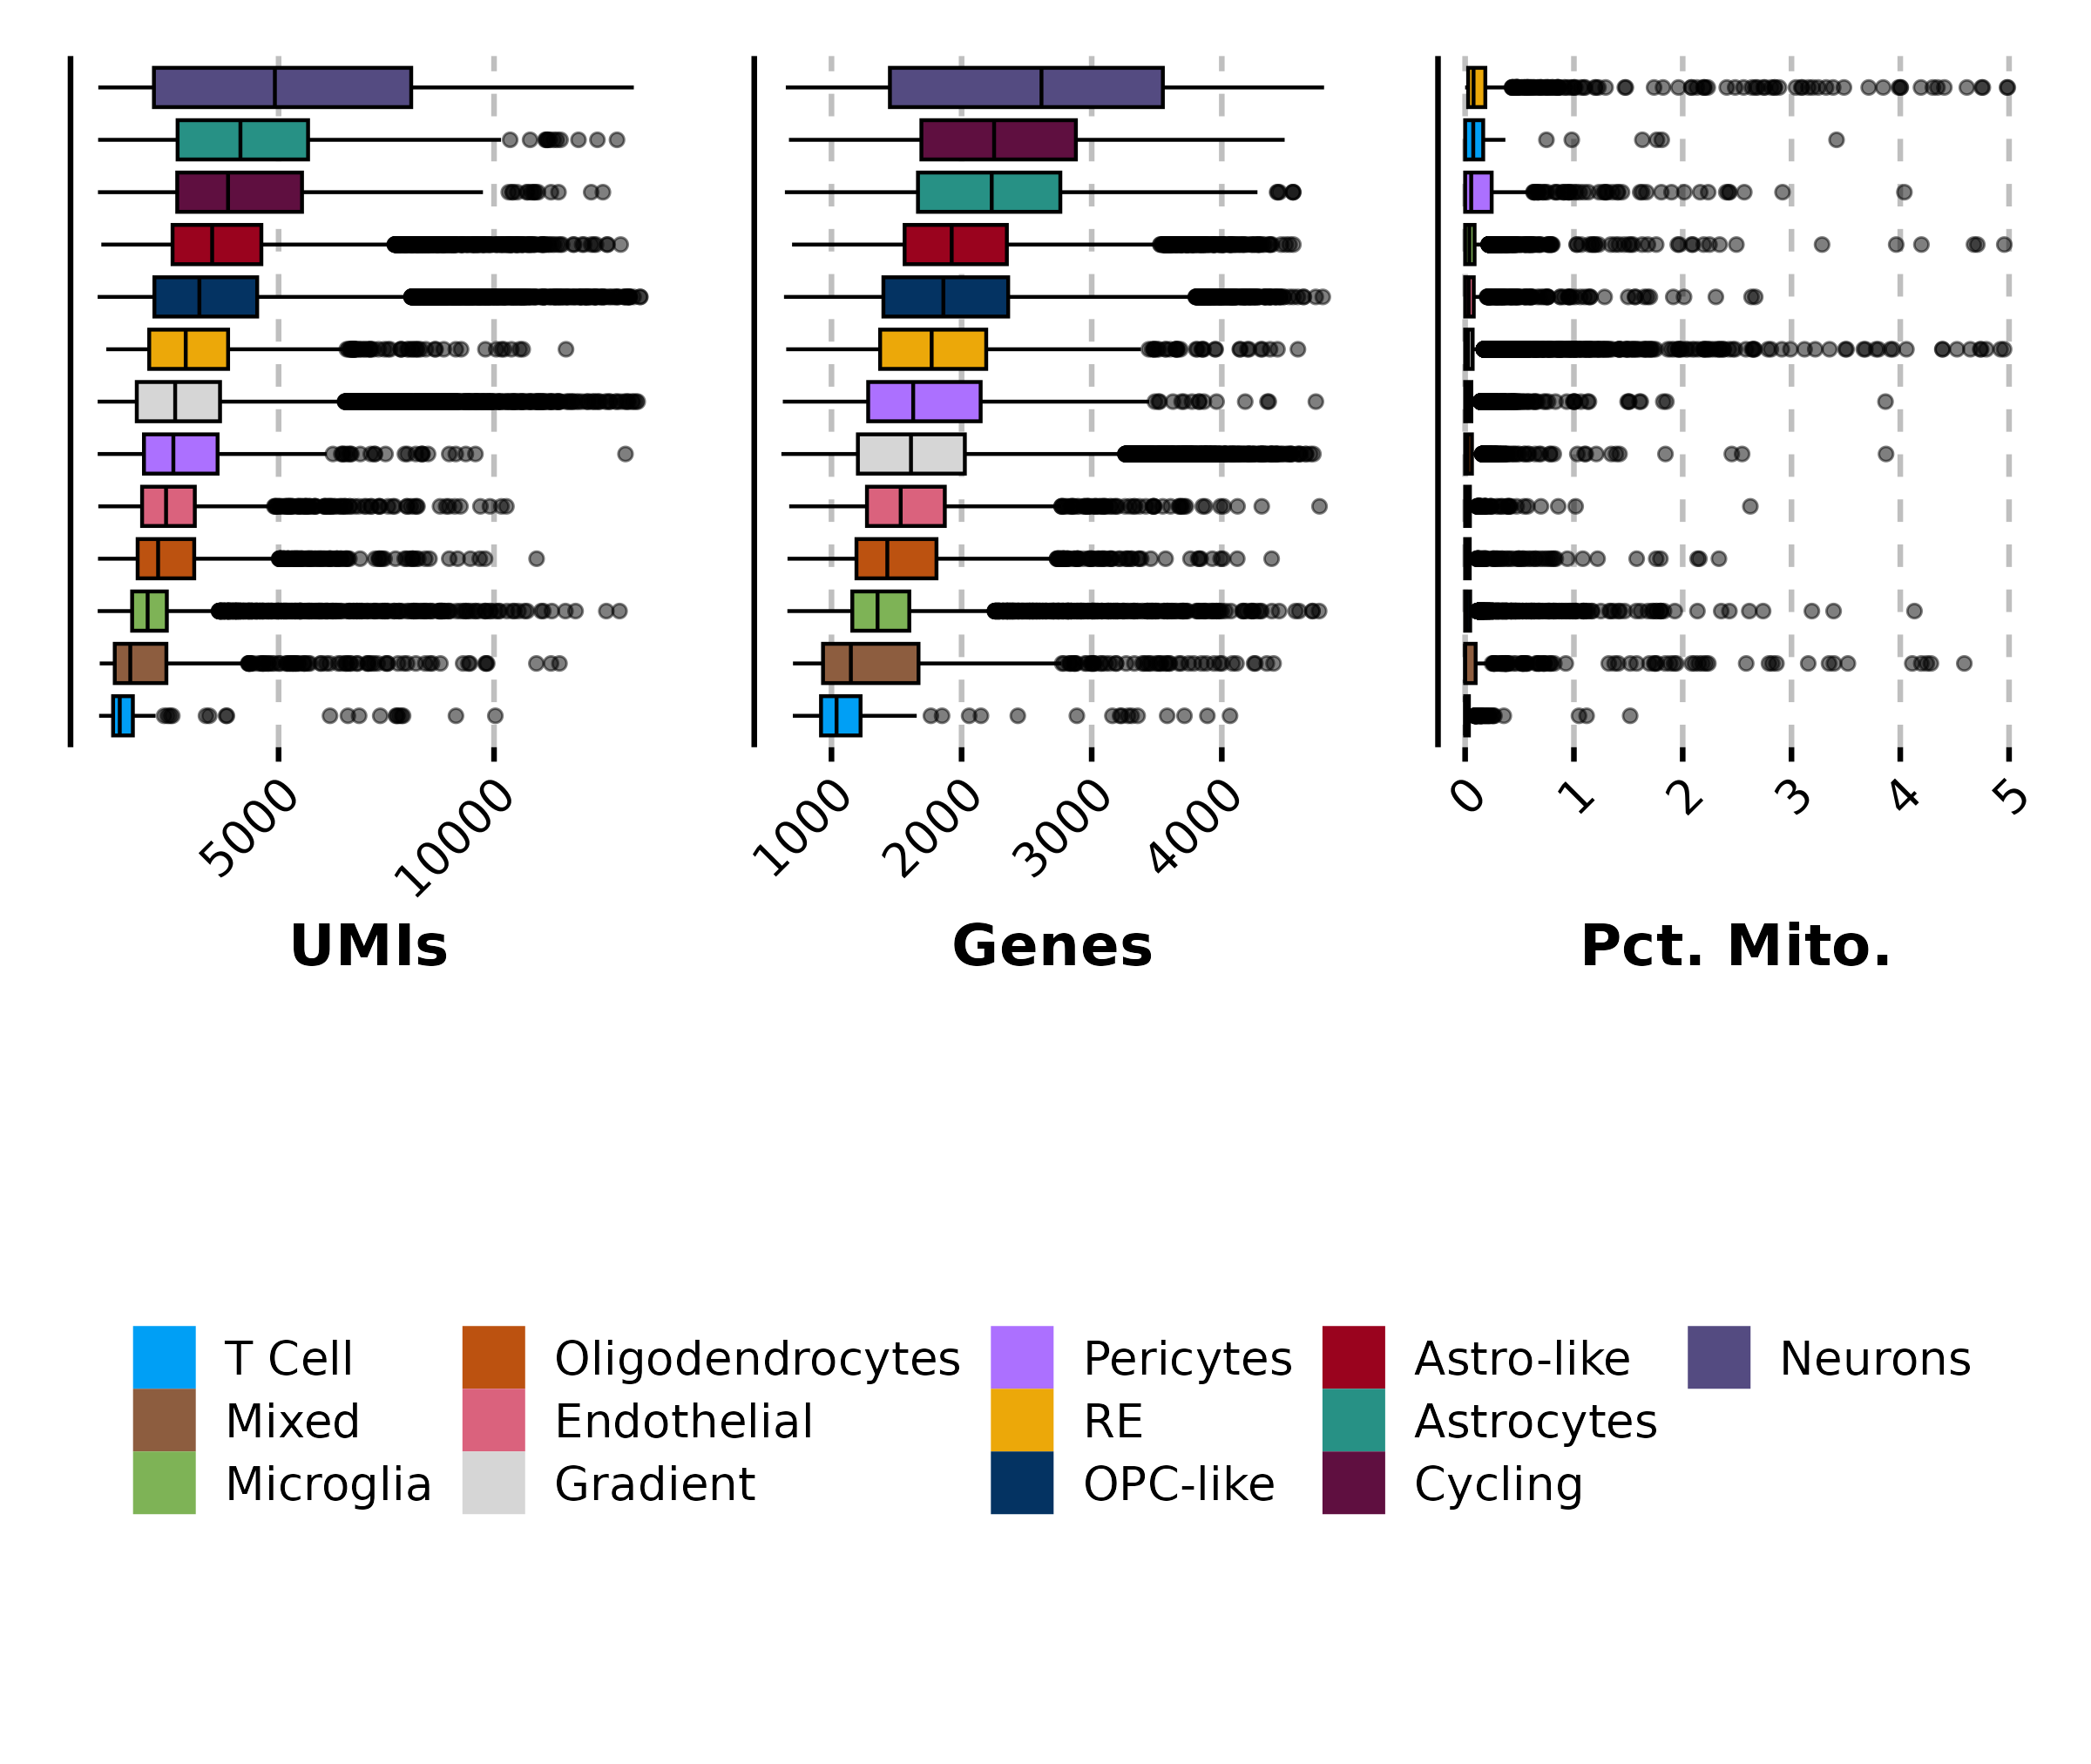 5000 10000 1000 2000 3000 4000 0 1 2 3 4 5
UMIs Genes Pct. Mito.
T Cell Oligodendrocytes Pericytes Astro-like Neurons
Mixed Endothelial RE Astrocytes
Microglia Gradient OPC-like Cycling